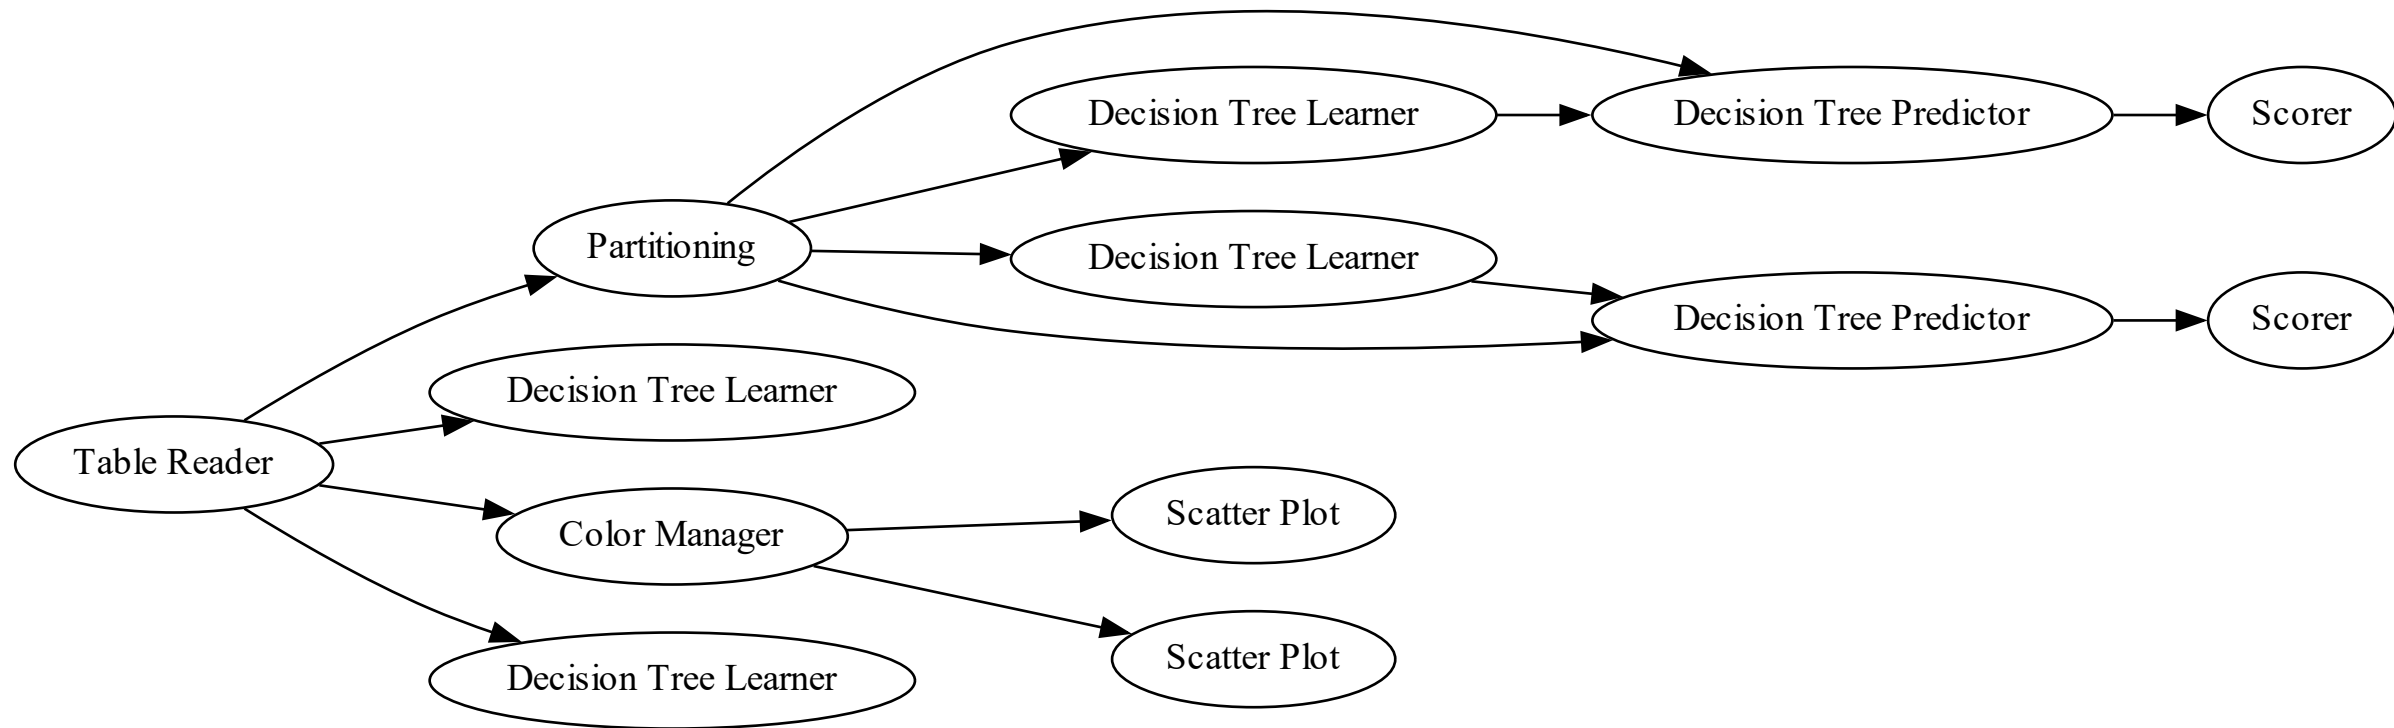 Decision Tree Learner
Decision Tree Predictor
Scorer
Partitioning
Decision Tree Learner
Decision Tree Predictor
Scorer
Decision Tree Learner
Table Reader
Color Manager
Scatter Plot
Scatter Plot
Decision Tree Learner